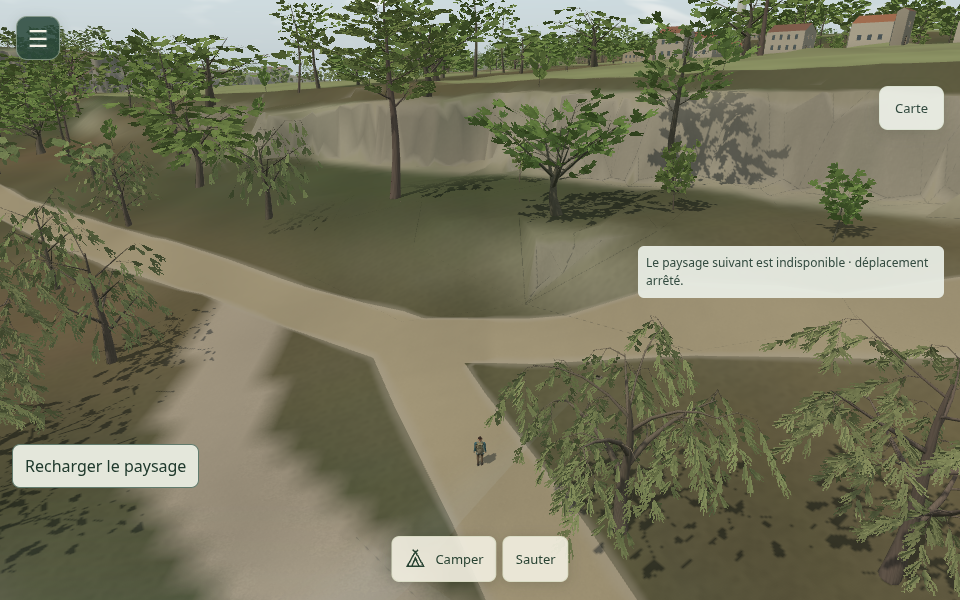 Carte
Le paysage suivant est indisponible · déplacement
arrêté.
Recharger le paysage
Camper
Sauter